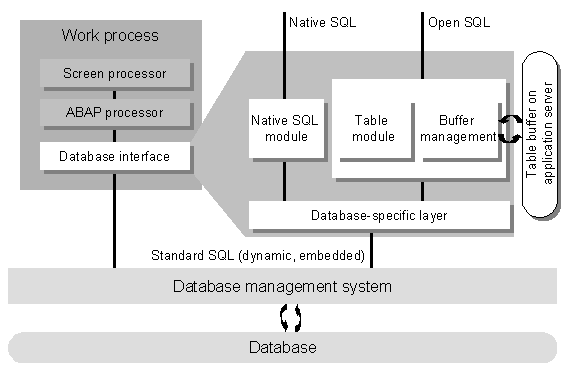 Native SQL
Open SQL
Work process
Screen processor
ABAP processor
Database interface
Native SQL
module
Table
module
Buffer
management
Table buffer on
application server
Database-specific layer
Standard SQL (dynamic, embedded)
Database management system
Database